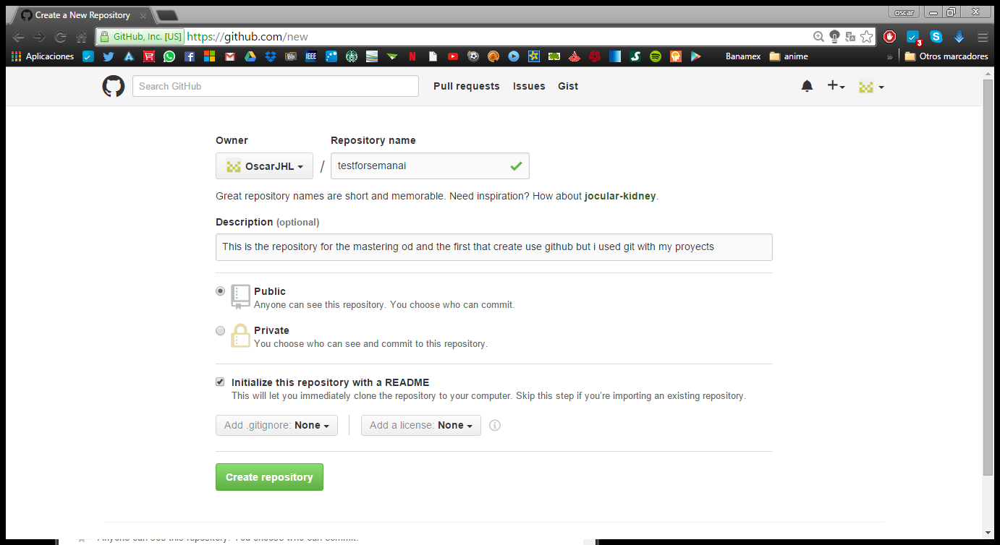 Create a New Repository
oscar
GitHub, Inc. [US] https://github.com/new
3
Aplicaciones
Bb
IEEE
N
Banamex
anime
»
Otros marcadores
Search GitHub
Pull requests Issues Gist
Owner Repository name
OscarJHL / testforsemanai
Great repository names are short and memorable. Need inspiration? How about jocular-kidney.
Description (optional)
This is the repository for the mastering od and the first that create use github but i used git with my proyects
Public
Anyone can see this repository. You choose who can commit.
Private
You choose who can see and commit to this repository.
Initialize this repository with a README
This will let you immediately clone the repository to your computer. Skip this step if you're importing an existing repository.
Add .gitignore: None Add a license: None
Create repository
Anyone can see this repository. You choose who can commit.